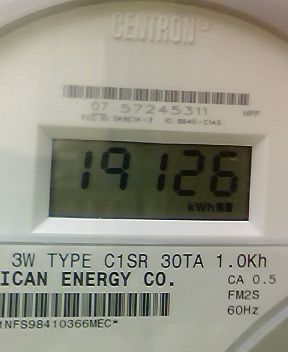 CENTRON®
07 57245311
19126
kWh
3W TYPE C1SR 30TA 1.0Kh
ICAN ENERGY CO.
CA 0.5
FM2S
60Hz
NFS98410366MEC*